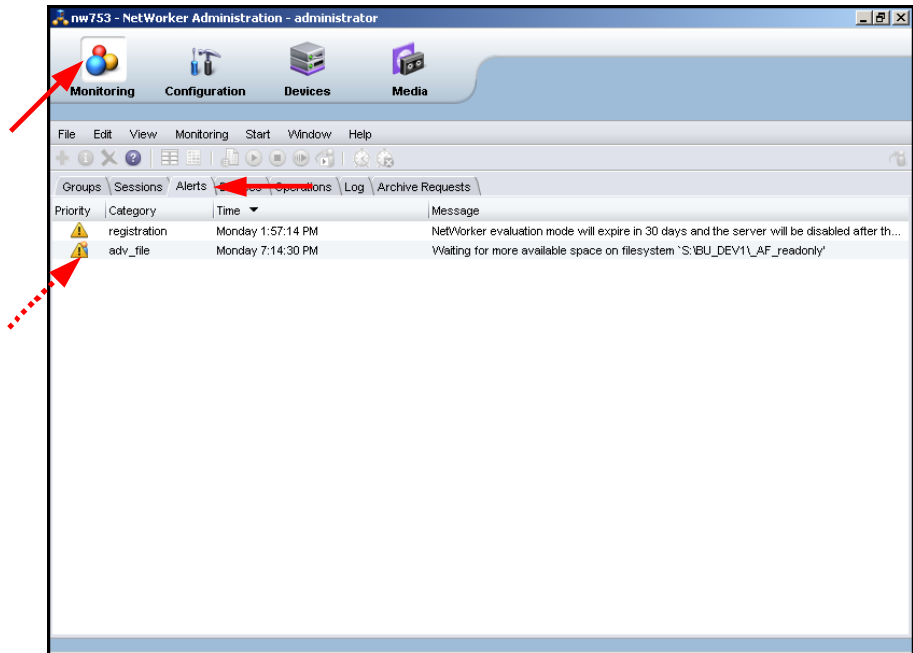 nw753 - NetWorker Administration - administrator
Monitoring Configuration Devices Media
File Edit View Monitoring Start Window Help
Groups Sessions Alerts Operations Log Archive Requests
Priority Category Time Message
registration Monday 1:57:14 PM NetWorker evaluation mode will expire in 30 days and the server will be disabled after th...
adv_file Monday 7:14:30 PM Waiting for more available space on filesystem `S:\BU_DEV1\_AF_readonly'